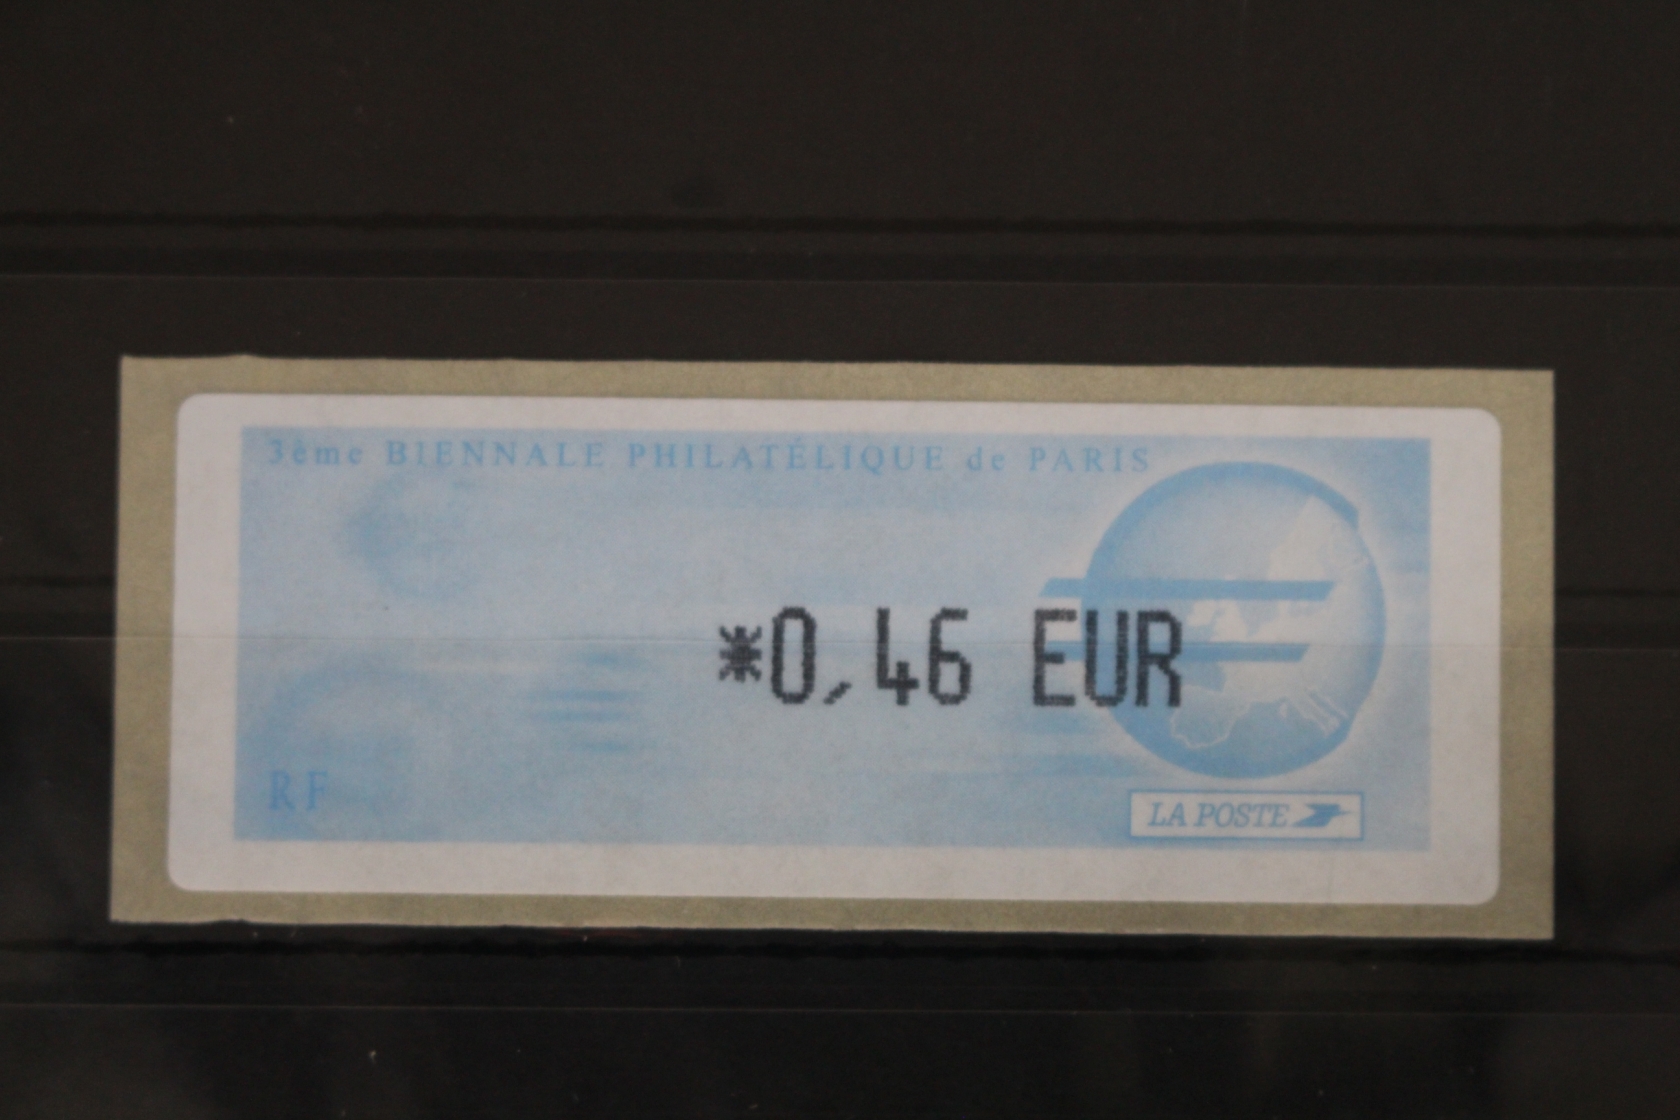 3ème BIENNALE PHILATÉLIQUE de PARIS
*0,46 EUR
RF
LA POSTE